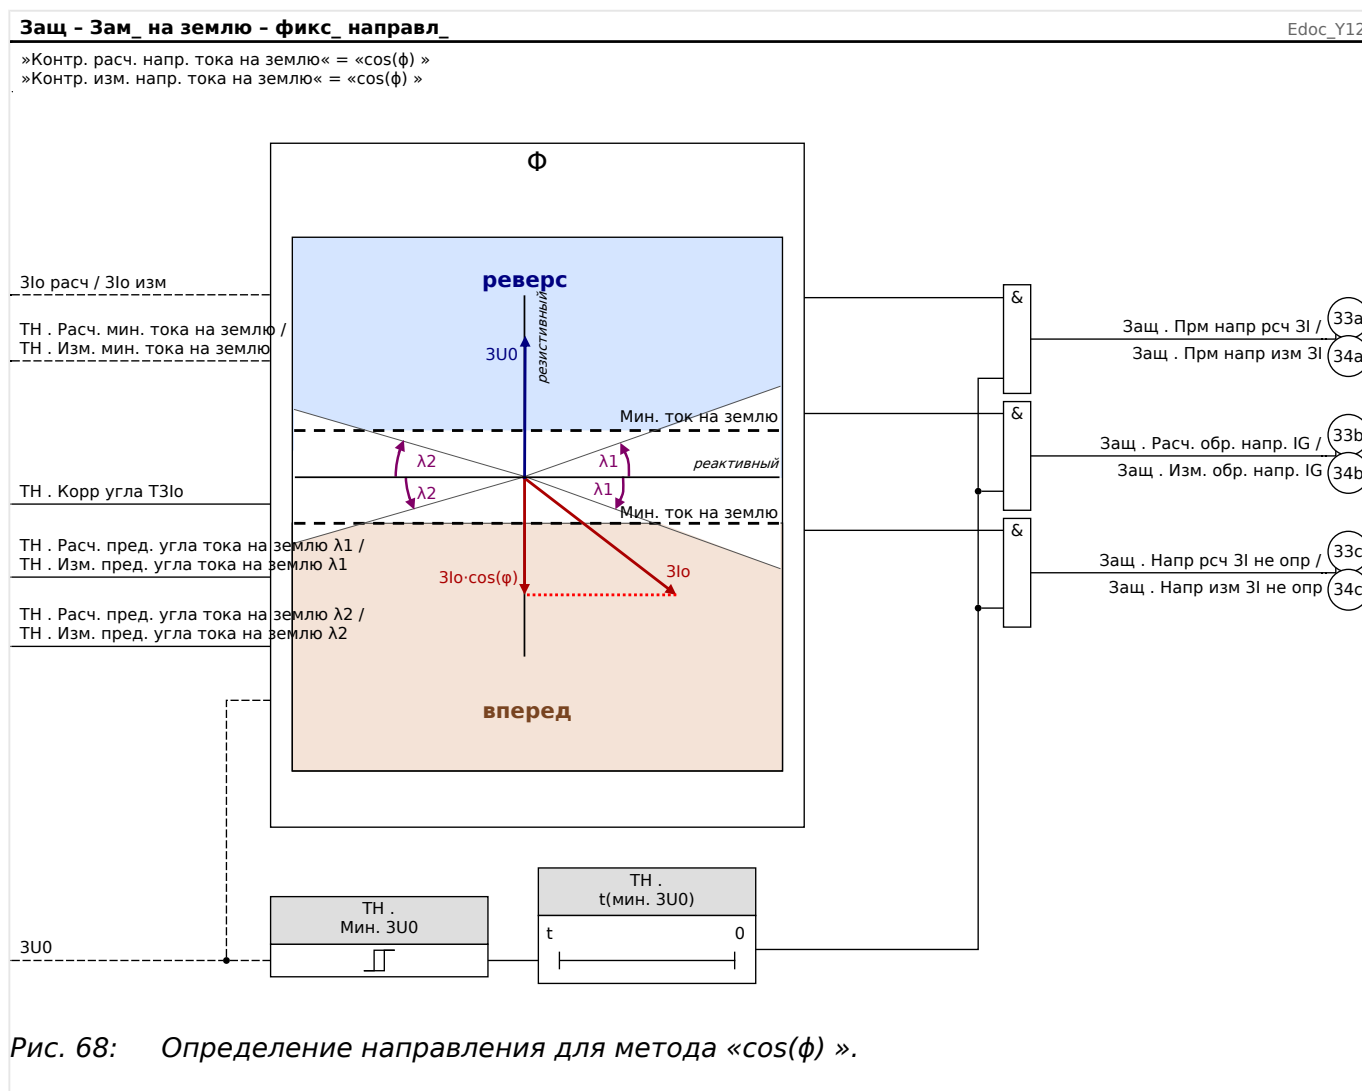 Защ – Зам_ на землю – фикс_ направл_
Edoc_Y12
»Контр. расч. напр. тока на землю« = «cos(ϕ) »
»Контр. изм. напр. тока на землю« = «cos(ϕ) »
Φ
реверс
резистивный
3U0
3Io расч / 3Io изм
ТН . Расч. мин. тока на землю /
ТН . Изм. мин. тока на землю
Мин. ток на землю
λ2
λ1
реактивный
λ2
λ1
Мин. ток на землю
ТН . Корр угла ТЗIo
ТН . Расч. пред. угла тока на землю λ1 /
ТН . Изм. пред. угла тока на землю λ1
3Io·cos(φ)
3Io
ТН . Расч. пред. угла тока на землю λ2 /
ТН . Изм. пред. угла тока на землю λ2
вперед
&
Защ . Прм напр рсч ЗI /
33a
Защ . Прм напр изм ЗI
34a
&
Защ . Расч. обр. напр. IG /
33b
Защ . Изм. обр. напр. IG
34b
&
Защ . Напр рсч ЗI не опр /
33c
Защ . Напр изм ЗI не опр
34c
ТН .
Мин. 3U0
ТН .
t(мин. 3U0)
t
0
3U0
Рис. 68: Определение направления для метода «cos(ϕ) ».